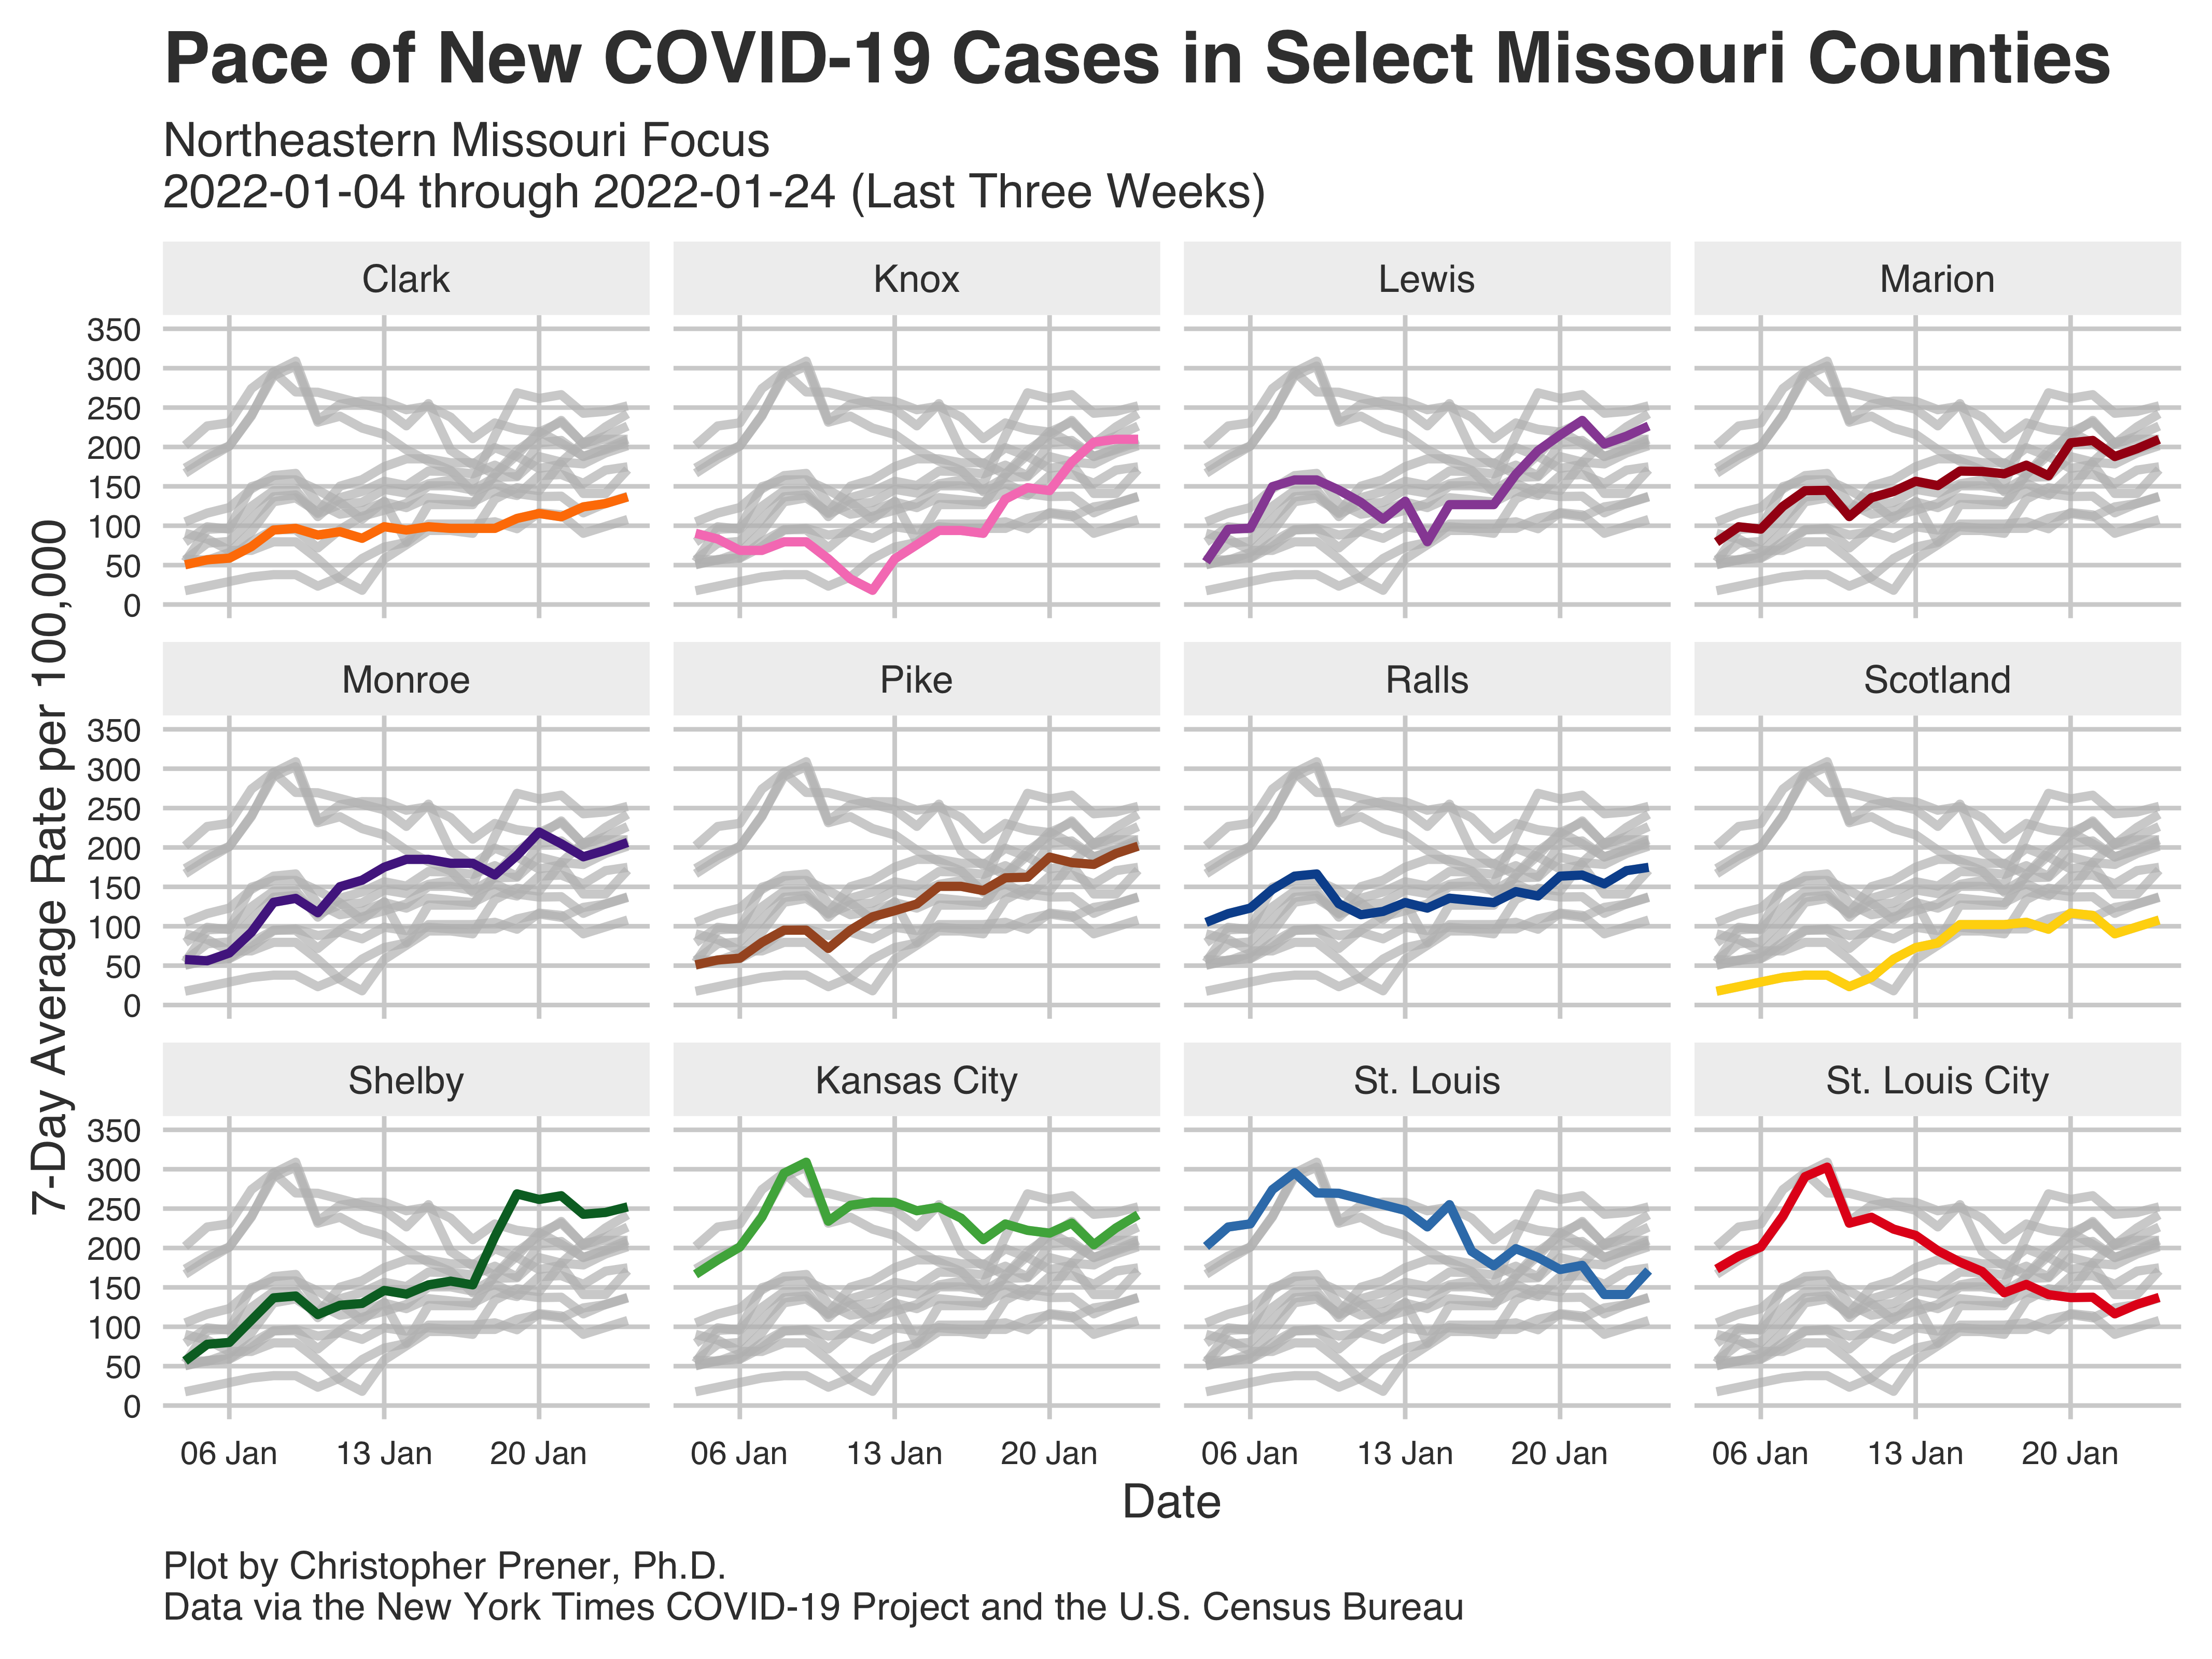 Pace of New COVID-19 Cases in Select Missouri Counties
Northeastern Missouri Focus
2022-01-04 through 2022-01-24 (Last Three Weeks)
Clark
Knox
Lewis
Marion
350
300
250
200
150
100
50
0
Monroe
Pike
Ralls
Scotland
350
300
250
200
150
100
50
0
Shelby
Kansas City
St. Louis
St. Louis City
350
300
250
200
150
100
50
0
7-Day Average Rate per 100,000
06 Jan 13 Jan 20 Jan
06 Jan 13 Jan 20 Jan
06 Jan 13 Jan 20 Jan
06 Jan 13 Jan 20 Jan
Date
Plot by Christopher Prener, Ph.D.
Data via the New York Times COVID-19 Project and the U.S. Census Bureau